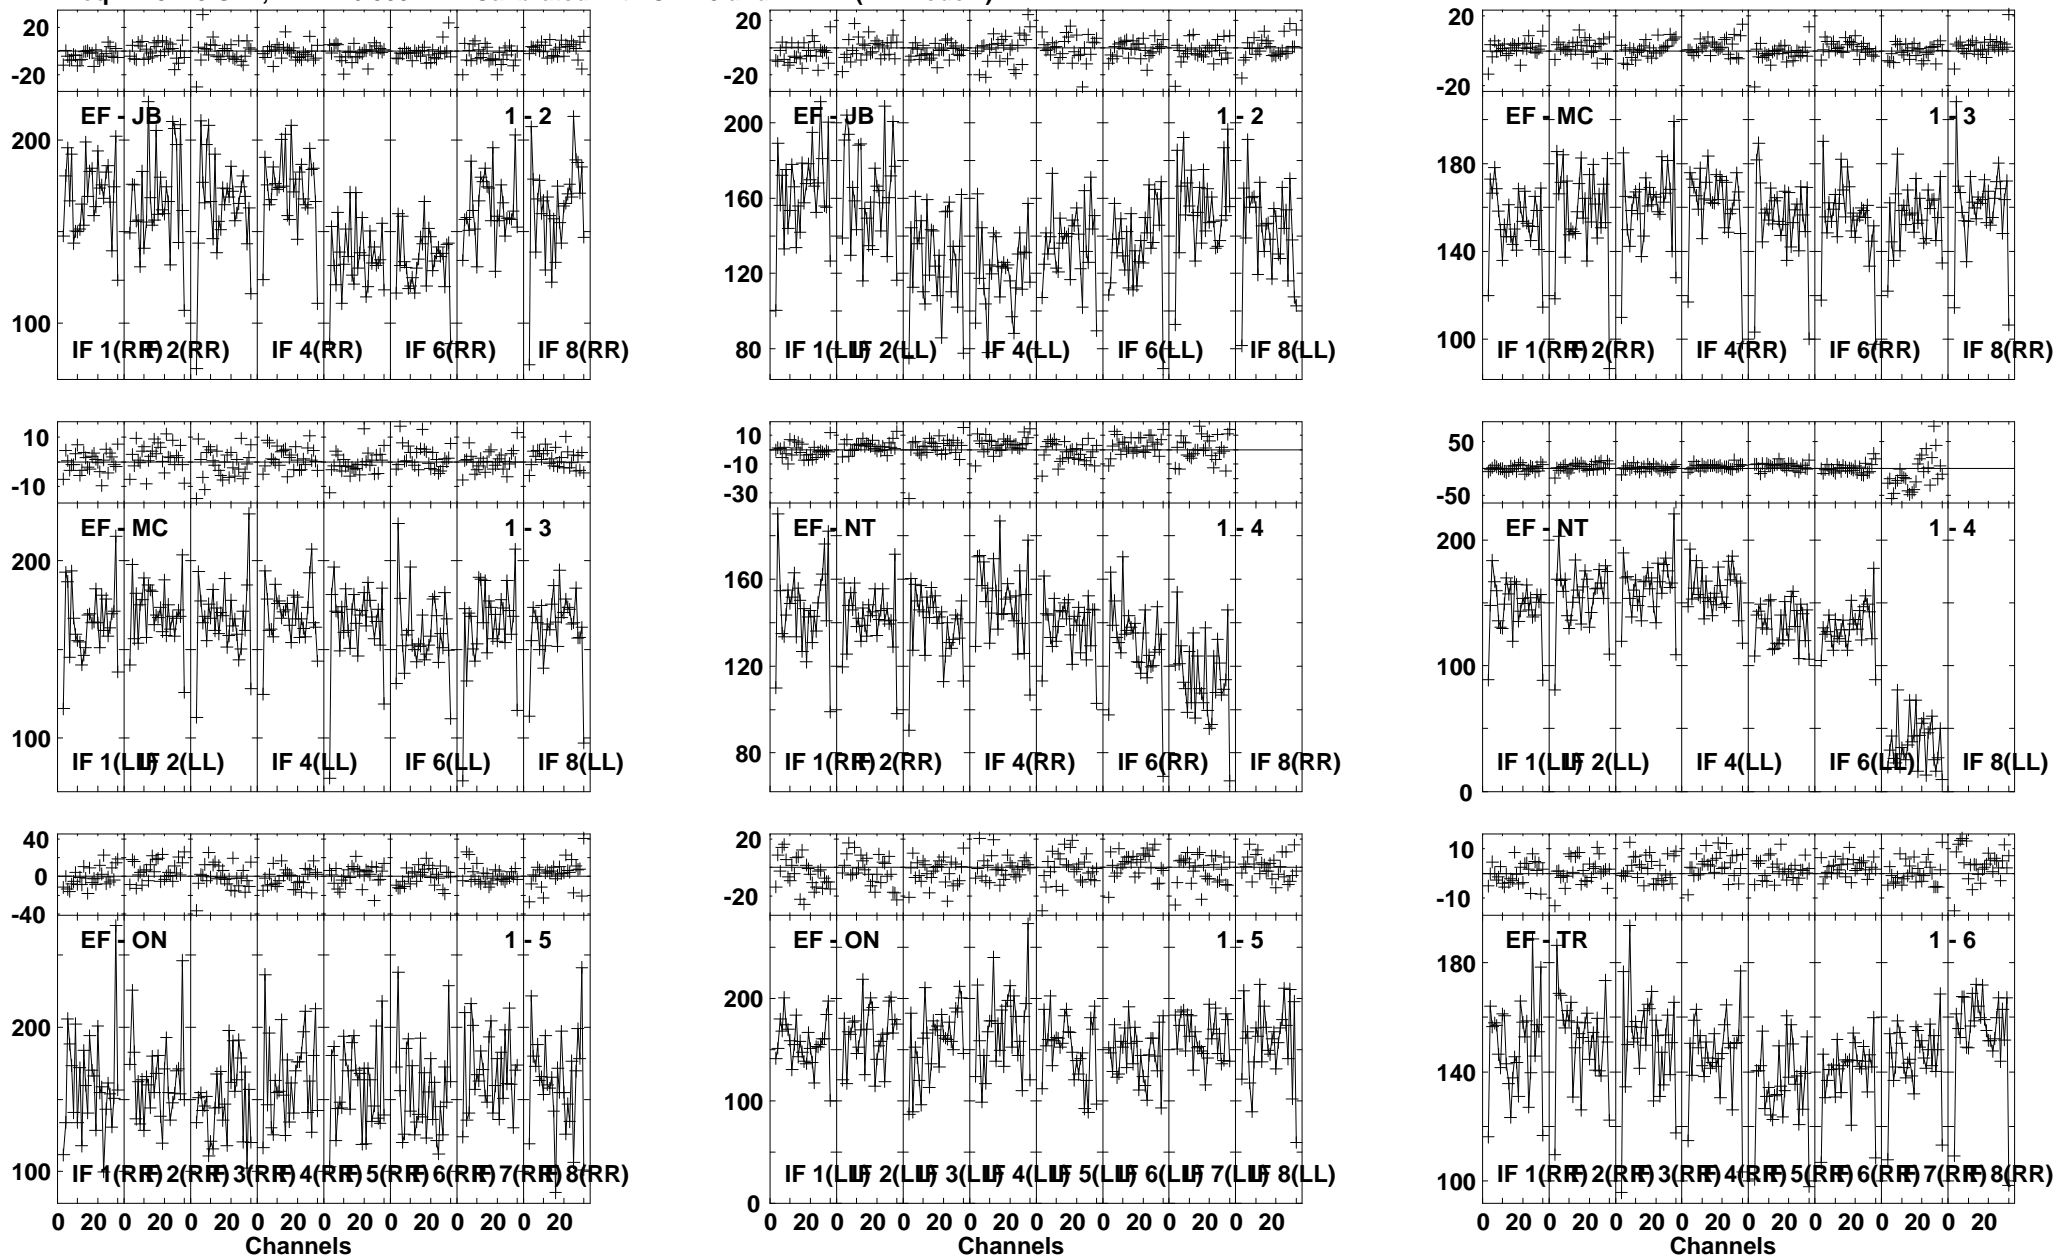 20
-20
EF - JB 1 - 2
200
100
IF 1(RR) IF 2(RR) IF 4(RR) IF 6(RR) IF 8(RR)
20
-20
EF - JB 1 - 2
200
160
120
80
IF 1(LL) IF 2(LL) IF 4(LL) IF 6(LL) IF 8(LL)
20
-20
EF - MC 1 - 3
180
140
100
IF 1(RR) IF 2(RR) IF 4(RR) IF 6(RR) IF 8(RR)
10
-10
EF - MC 1 - 3
200
100
IF 1(LL) IF 2(LL) IF 4(LL) IF 6(LL) IF 8(LL)
10
-10
-30
EF - NT 1 - 4
160
120
80
IF 1(RR) IF 2(RR) IF 4(RR) IF 6(RR) IF 8(RR)
50
-50
EF - NT 1 - 4
200
100
0
IF 1(LL) IF 2(LL) IF 4(LL) IF 6(LL) IF 8(LL)
40
0
-40
EF - ON 1 - 5
200
100
IF 1(RR) IF 2(RR) IF 3(RR) IF 4(RR) IF 5(RR) IF 6(RR) IF 7(RR) IF 8(RR)
0 20 0 20 0 20 0 20 0 20 0 20 0 20 0 20
Channels
20
-20
EF - ON 1 - 5
200
100
0
IF 1(LL) IF 2(LL) IF 3(LL) IF 4(LL) IF 5(LL) IF 6(LL) IF 7(LL) IF 8(LL)
0 20 0 20 0 20 0 20 0 20 0 20 0 20 0 20
Channels
10
-10
EF - TR 1 - 6
180
140
100
IF 1(RR) IF 2(RR) IF 3(RR) IF 4(RR) IF 5(RR) IF 6(RR) IF 7(RR) IF 8(RR)
0 20 0 20 0 20 0 20 0 20 0 20 0 20 0 20
Channels